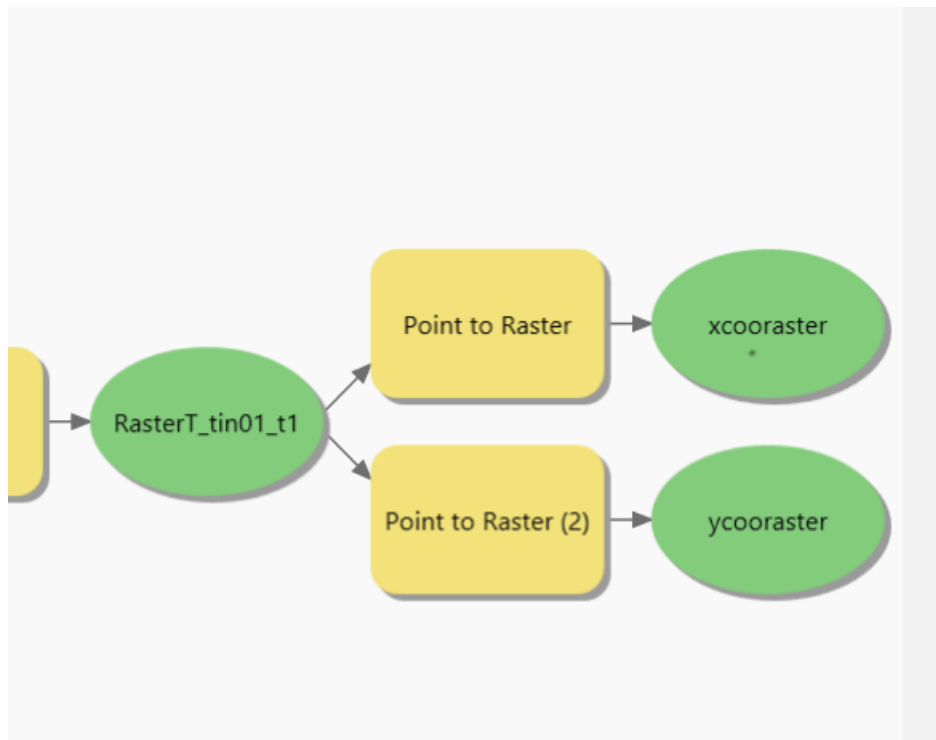 Point to Raster
xcooraster
RasterT_tin01_t1
Point to Raster (2)
ycooraster